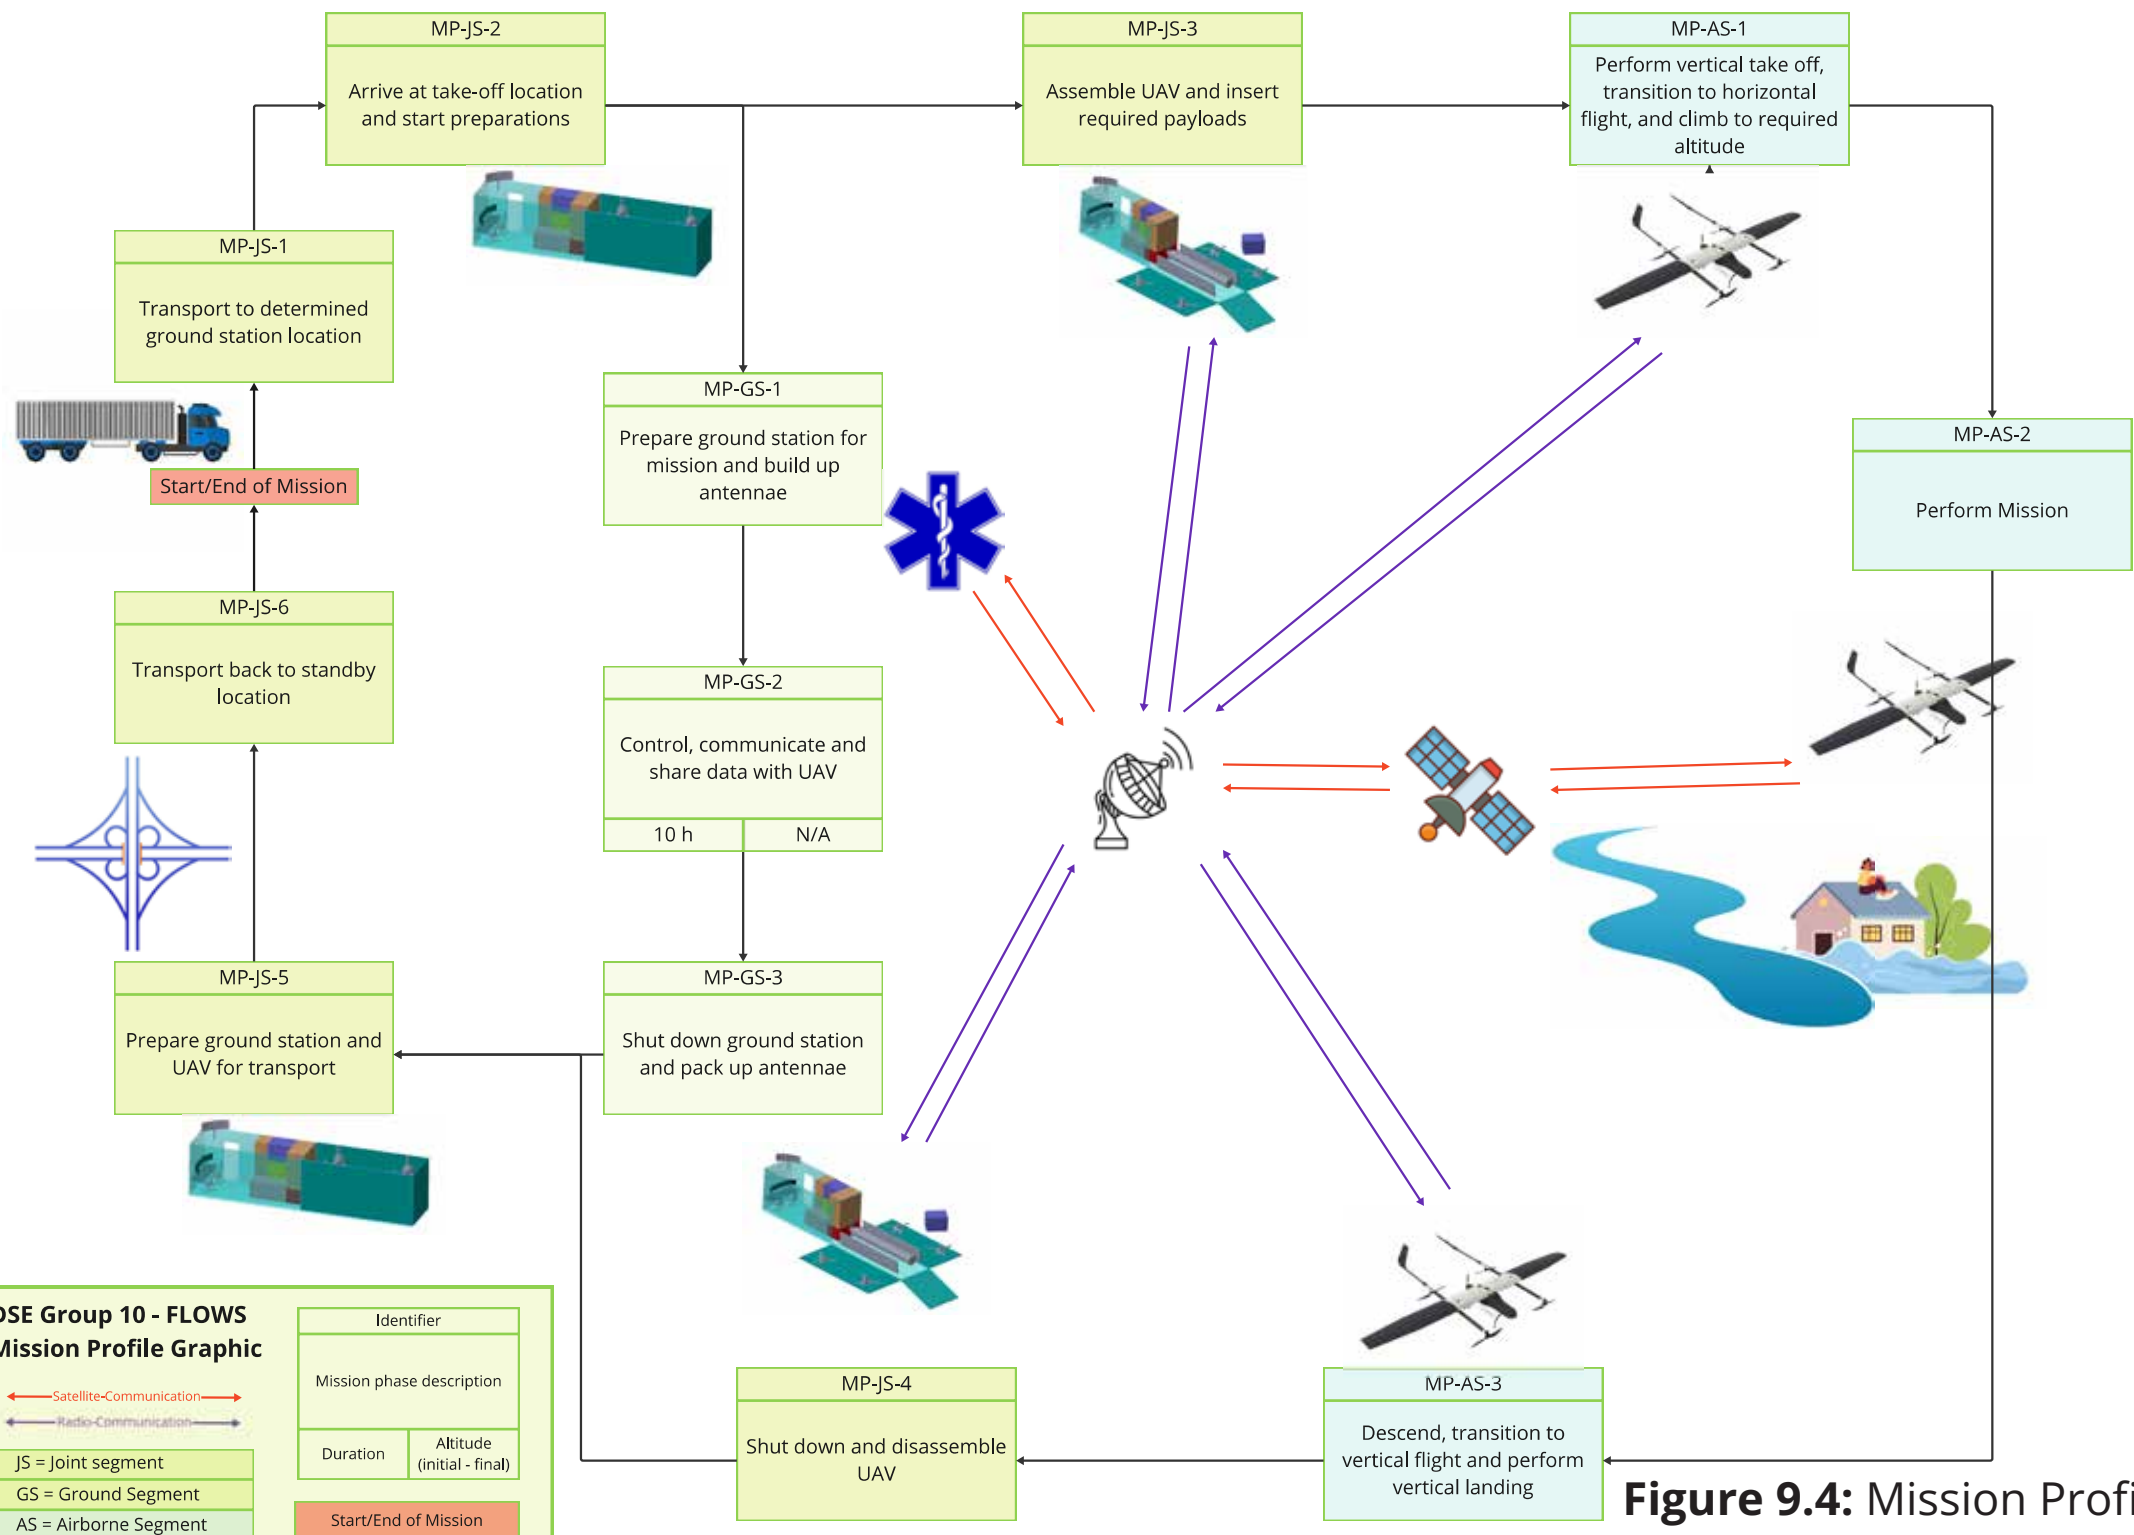 MP-JS-2
Arrive at take-off location
and start preparations
MP-JS-3
Assemble UAV and insert
required payloads
MP-AS-1
Perform vertical take off,
transition to horizontal
flight, and climb to required
altitude
MP-JS-1
Transport to determined
ground station location
Start/End of Mission
MP-GS-1
Prepare ground station for
mission and build up
antennae
MP-AS-2
Perform Mission
MP-JS-6
Transport back to standby
location
MP-GS-2
Control, communicate and
share data with UAV
10 h
N/A
MP-JS-5
Prepare ground station and
UAV for transport
MP-GS-3
Shut down ground station
and pack up antennae
MP-JS-4
Shut down and disassemble
UAV
MP-AS-3
Descend, transition to
vertical flight and perform
vertical landing
DSE Group 10 - FLOWS
Mission Profile Graphic
Satellite-Communication
Radio-Communication
JS = Joint segment
GS = Ground Segment
AS = Airborne Segment
Identifier
Mission phase description
Duration
Altitude
(initial - final)
Start/End of Mission
Figure 9.4: Mission Profi